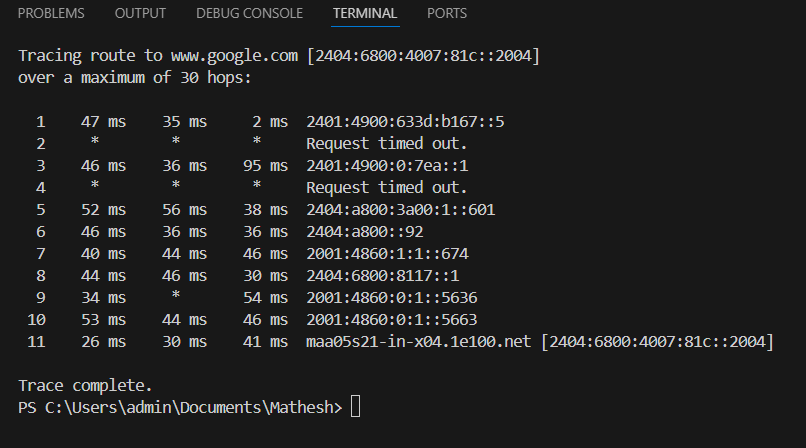 PROBLEMS OUTPUT DEBUG CONSOLE TERMINAL PORTS
Tracing route to www.google.com [2404:6800:4007:81c::2004]
over a maximum of 30 hops:
1 47 ms 35 ms 2 ms 2401:4900:633d:b167::5
2 * * * Request timed out.
3 46 ms 36 ms 95 ms 2401:4900:0:7ea::1
4 * * * Request timed out.
5 52 ms 56 ms 38 ms 2404:a800:3a00:1::601
6 46 ms 36 ms 36 ms 2404:a800::92
7 40 ms 44 ms 46 ms 2001:4860:1:1::674
8 44 ms 46 ms 30 ms 2404:6800:8117::1
9 34 ms * 54 ms 2001:4860:0:1::5636
10 53 ms 44 ms 46 ms 2001:4860:0:1::5663
11 26 ms 30 ms 41 ms maa05s21-in-x04.1e100.net [2404:6800:4007:81c::2004]
Trace complete.
PS C:\Users\admin\Documents\Mathesh>